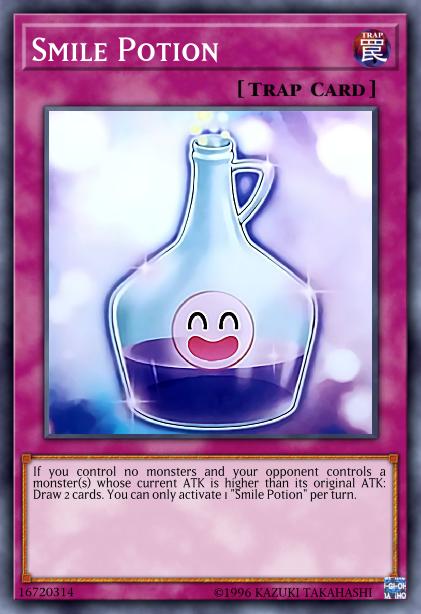 SMILE POTION
TRAP
罠
[TRAP CARD]
If you control no monsters and your opponent controls a
monster(s) whose current ATK is higher than its original ATK:
Draw 2 cards. You can only activate 1 "Smile Potion" per turn.
16720314
©1996 KAZUKI TAKAHASHI